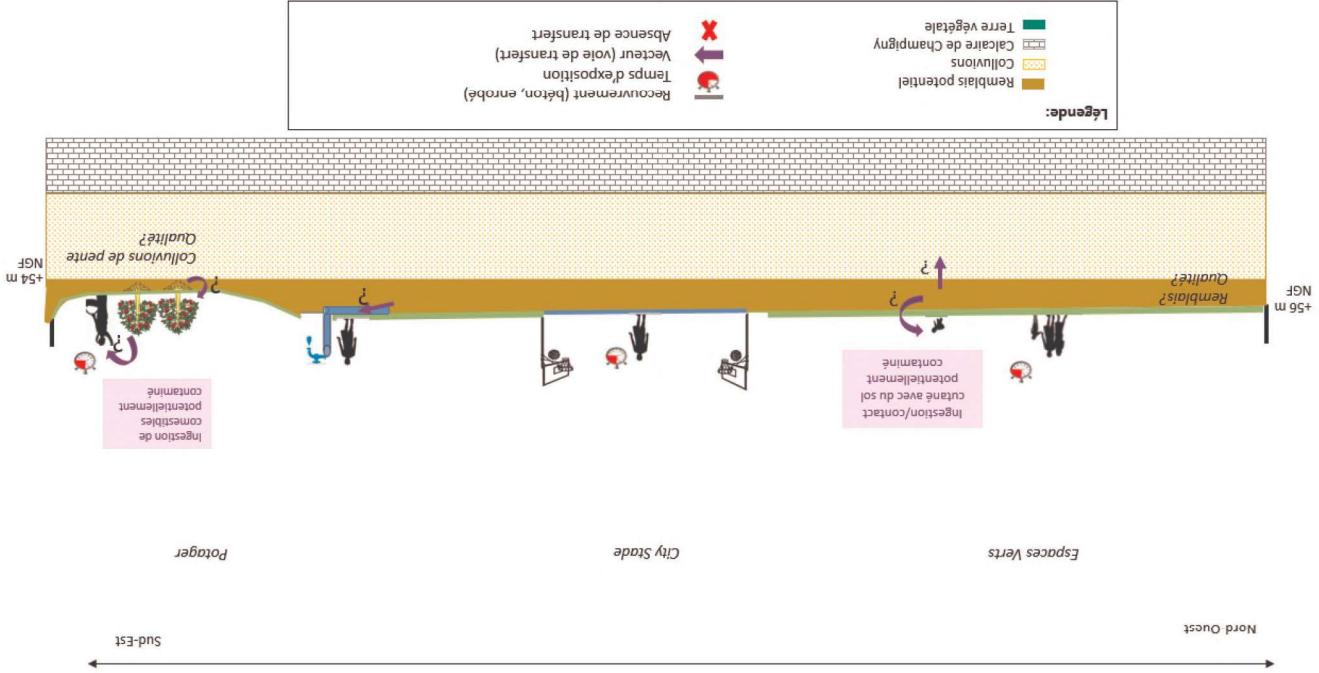 Nord Ouest
Sud-Est
Espaces Verts
City Stade
Potager
Ingestion/contact
cutané avec du sol
potentiellement
contaminé
Ingestion de
comestibles
potentiellement
contaminé
?
?
?
?
?
+56 m
NGF
Remblais?
Qualité?
+54 m
NGF
Colluvions de pente
Qualité?
Légende:
Remblais potentiel
Colluvions
Calcaire de Champigny
Terre végétale
Recouvrement (béton, enrobé)
Temps d'exposition
Vecteur (voie de transfert)
Absence de transfert